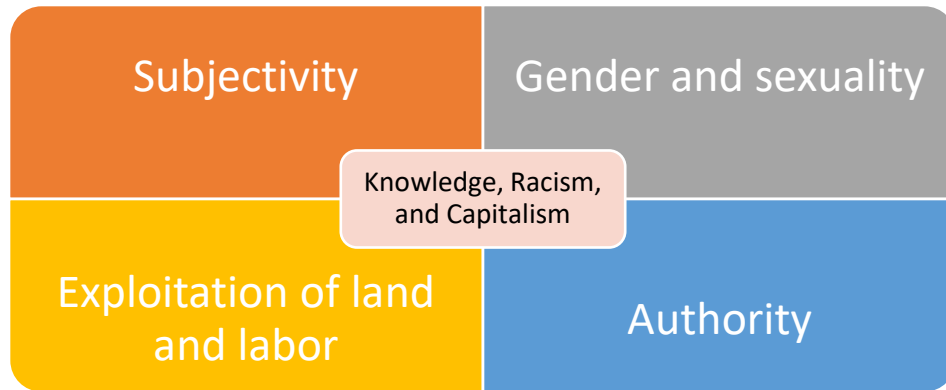 Subjectivity
Gender and sexuality
Knowledge, Racism,
and Capitalism
Exploitation of land
and labor
Authority